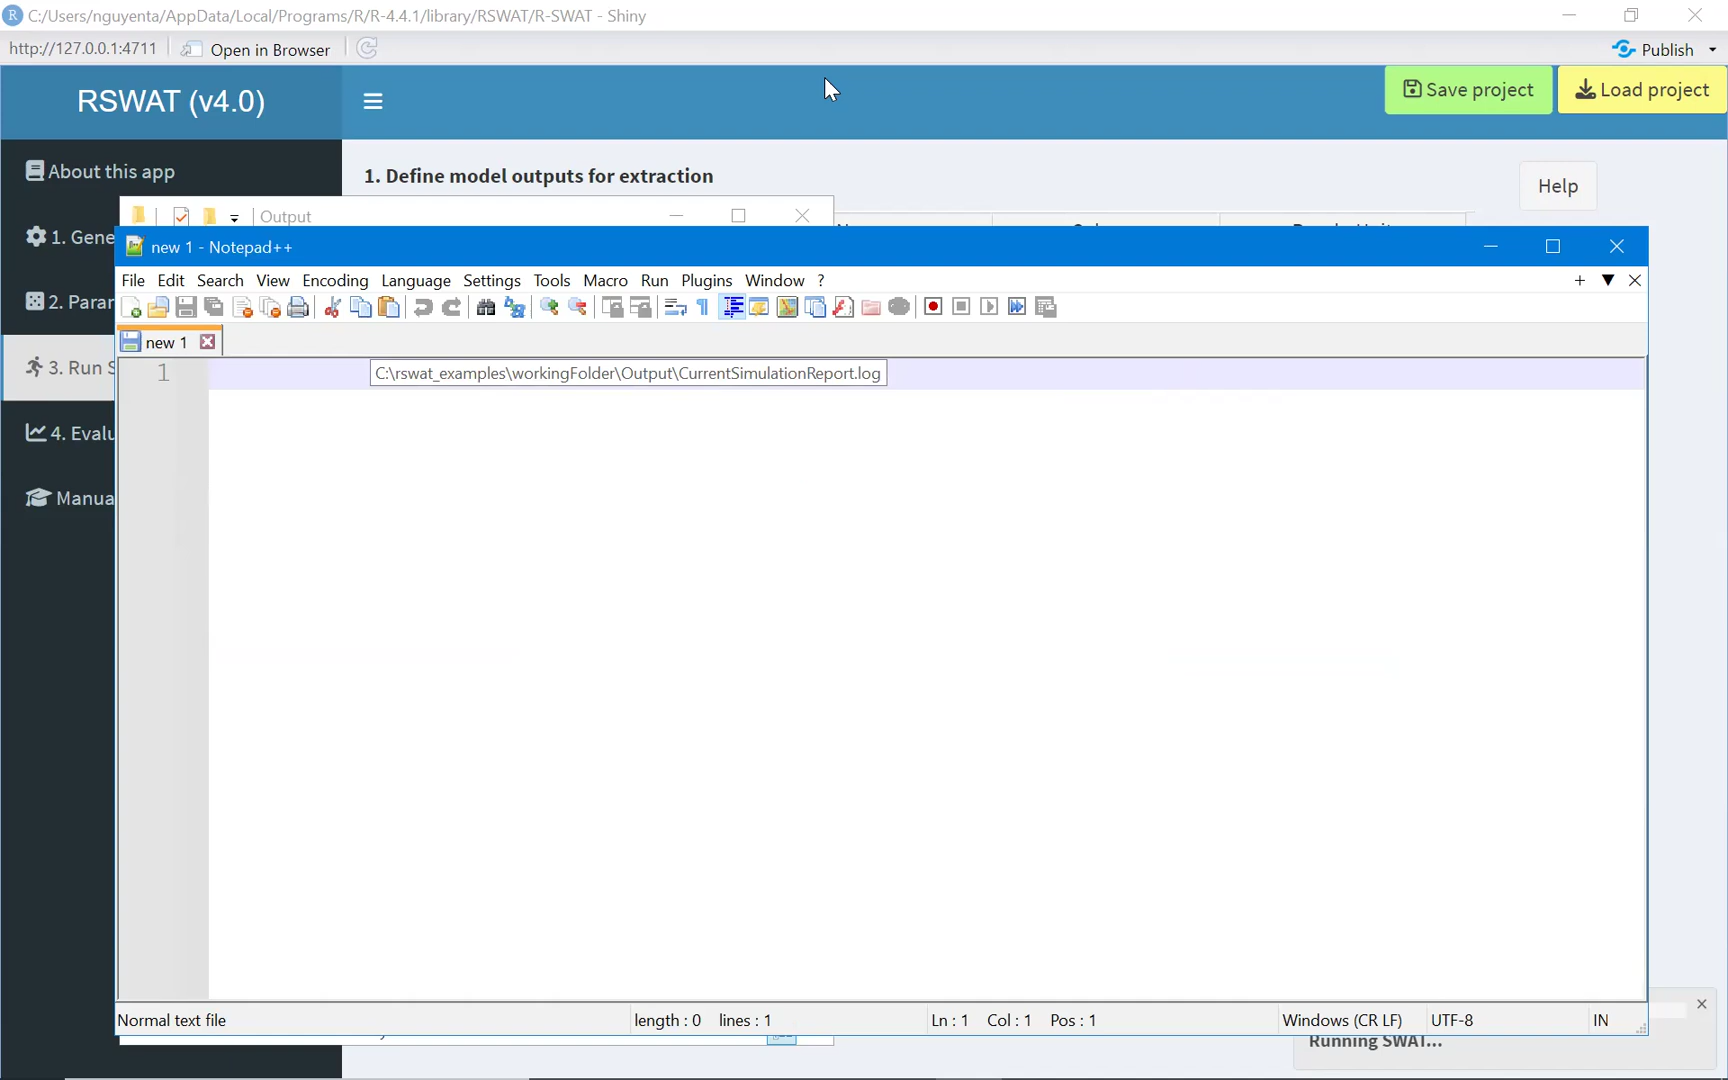 C:/Users/nguyenta/AppData/Local/Programs/R/R-4.4.1/library/RSWAT/R-SWAT - Shiny
http://127.0.0.1:4711
Open in Browser
Publish
RSWAT (v4.0)
Save project
Load project
About this app
1. Define model outputs for extraction
Help
Output
1. Gene
new 1 - Notepad++
File Edit Search View Encoding Language Settings Tools Macro Run Plugins Window ?
2. Parar
new 1
3. Run S
1
C:\rswat_examples\workingFolder\Output\CurrentSimulationReport.log
4. Evalu
Manua
Normal text file
length : 0 lines : 1
Ln : 1 Col : 1 Pos : 1
Windows (CR LF)
UTF-8
IN
Running SWAT...